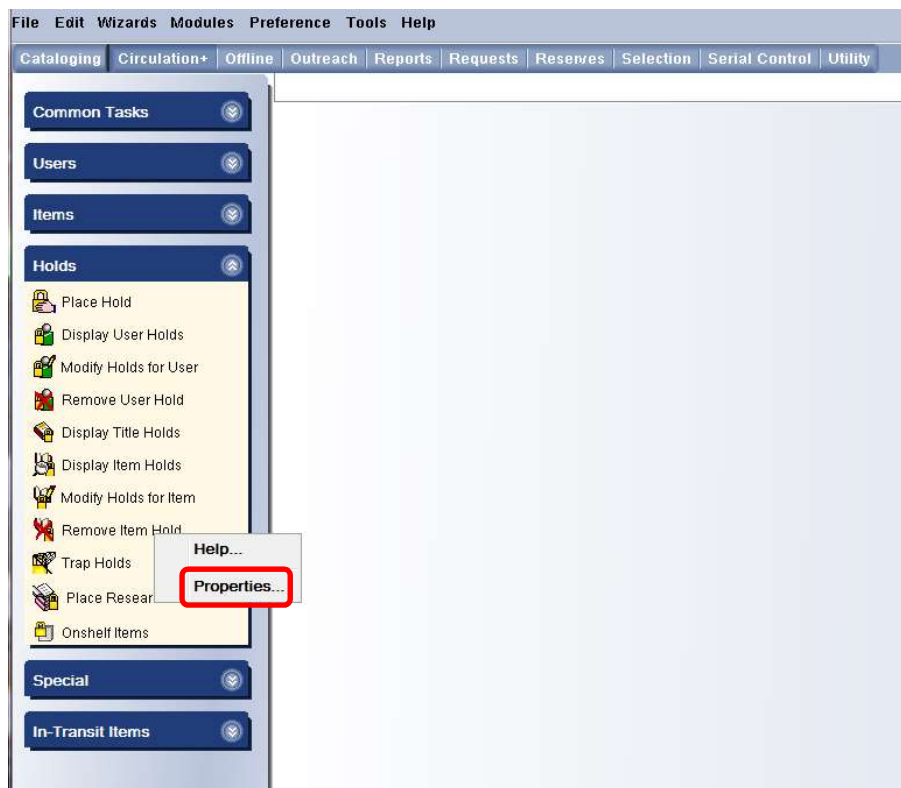 File Edit Wizards Modules Preference Tools Help
Cataloging Circulation+ Offline Outreach Reports Requests Reserves Selection Serial Control Utility
Common Tasks
Users
Items
Holds
Place Hold
Display User Holds
Modify Holds for User
Remove User Hold
Display Title Holds
Display Item Holds
Modify Holds for Item
Remove Item Hold
Help...
Trap Holds
Properties...
Place Resear
Onshelf Items
Special
In-Transit Items